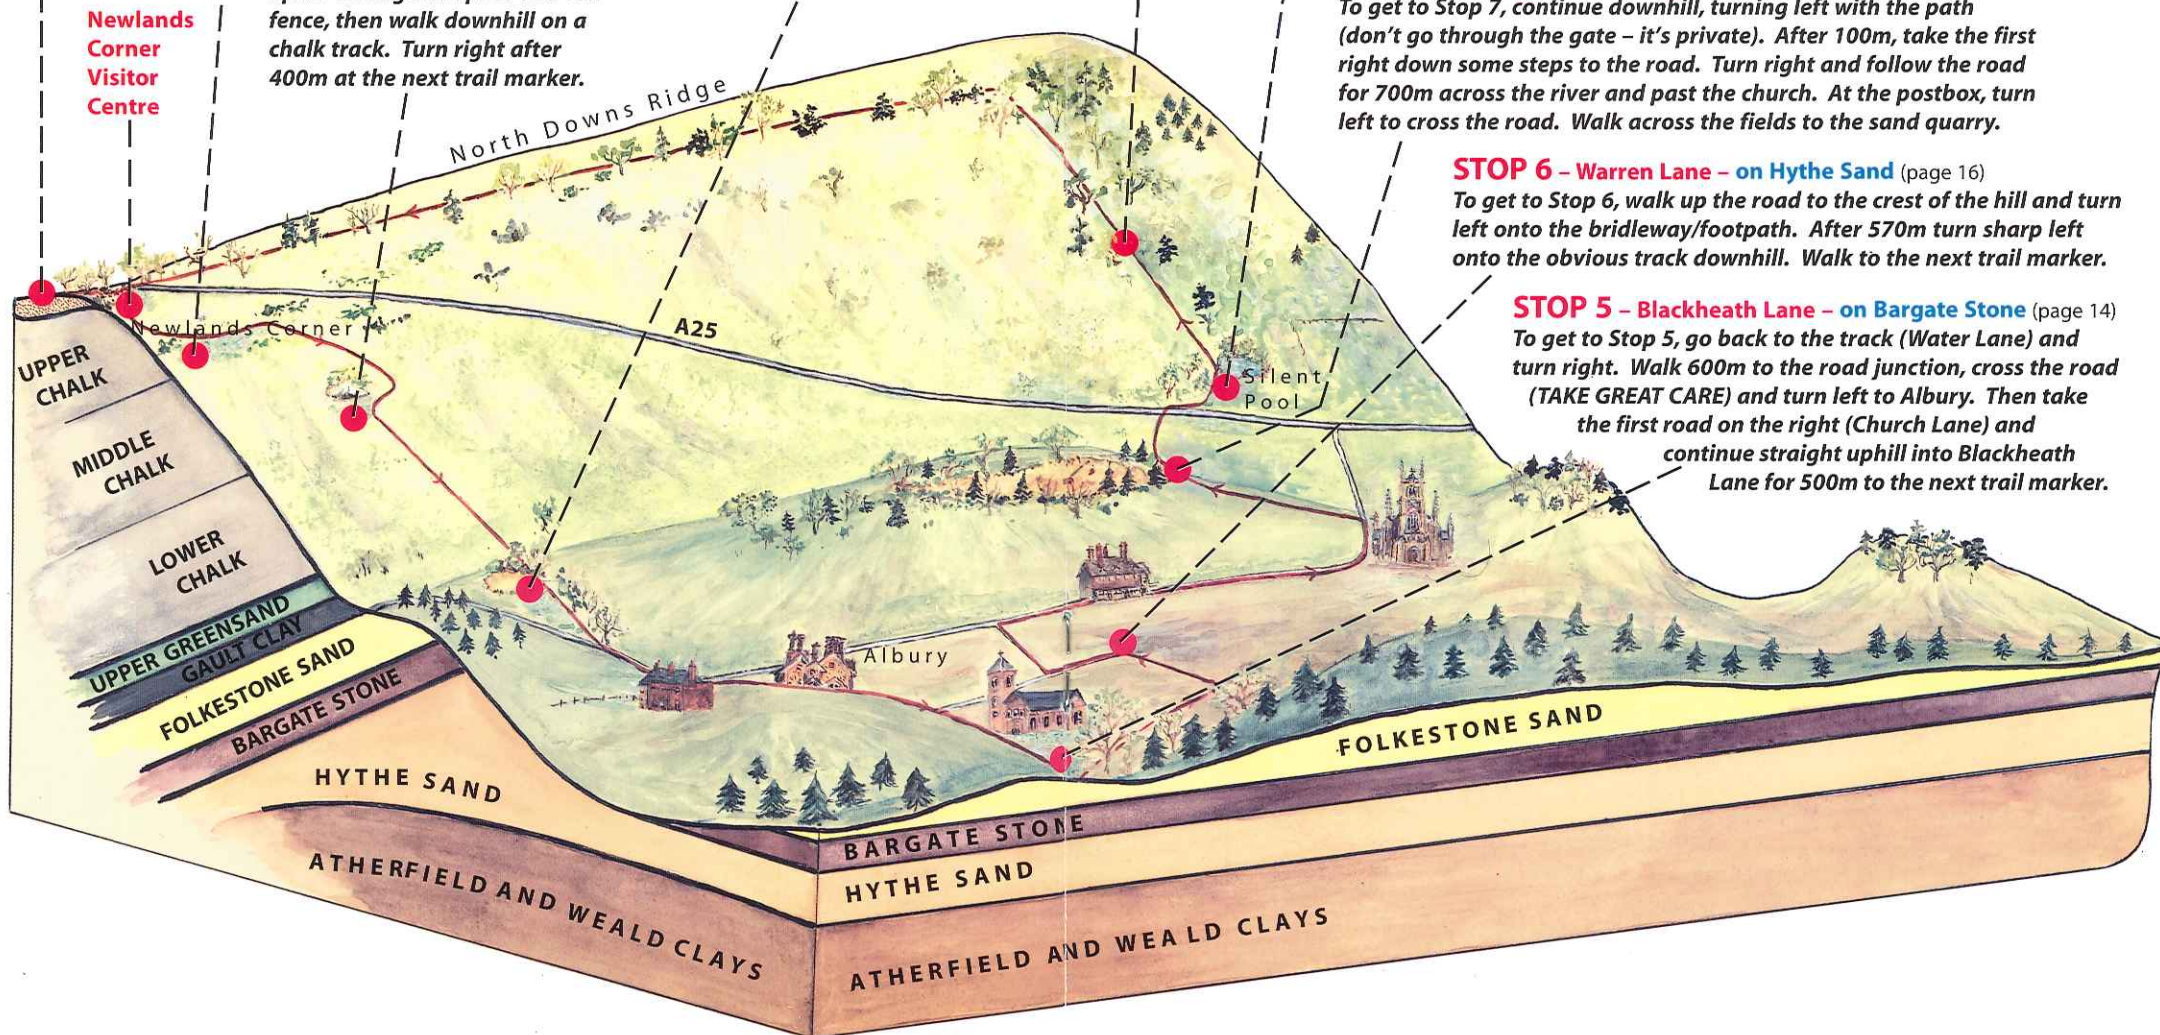 Newlands
Corner
Visitor
Centre
fence, then walk downhill on a
chalk track. Turn right after
400m at the next trail marker.
To get to Stop 7, continue downhill, turning left with the path
(don't go through the gate – it's private). After 100m, take the first
right down some steps to the road. Turn right and follow the road
for 700m across the river and past the church. At the postbox, turn
left to cross the road. Walk across the fields to the sand quarry.
STOP 6 – Warren Lane – on Hythe Sand (page 16)
To get to Stop 6, walk up the road to the crest of the hill and turn
left onto the bridleway/footpath. After 570m turn sharp left
onto the obvious track downhill. Walk to the next trail marker.
STOP 5 – Blackheath Lane – on Bargate Stone (page 14)
To get to Stop 5, go back to the track (Water Lane) and
turn right. Walk 600m to the road junction, cross the road
(TAKE GREAT CARE) and turn left to Albury. Then take
the first road on the right (Church Lane) and
continue straight uphill into Blackheath
Lane for 500m to the next trail marker.
North Downs Ridge
Newlands Corner
A25
Silent
Pool
Albury
UPPER
CHALK
MIDDLE
CHALK
LOWER
CHALK
UPPER GREENSAND
GAULT CLAY
FOLKESTONE SAND
BARGATE STONE
HYTHE SAND
ATHERFIELD AND WEALD CLAYS
FOLKESTONE SAND
BARGATE STONE
HYTHE SAND
ATHERFIELD AND WEALD CLAYS